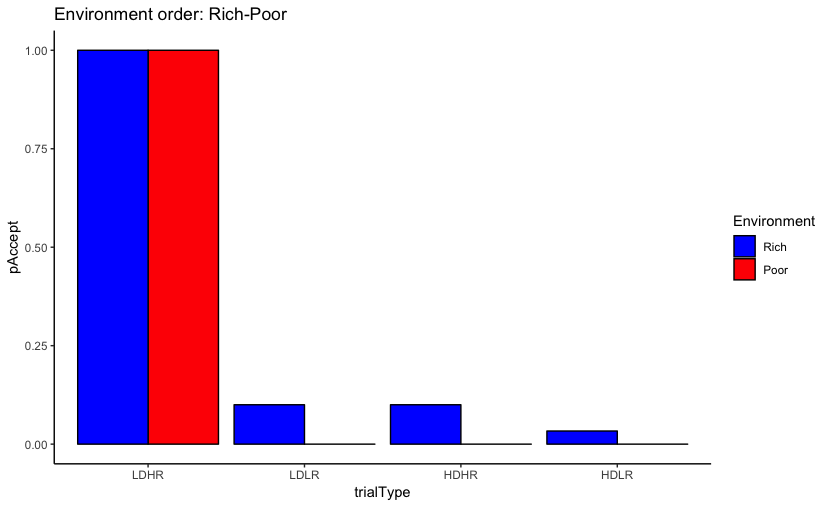 Environment order: Rich-Poor
1.00
0.75
0.50
0.25
0.00
pAccept
LDHR
LDLR
HDHR
HDLR
trialType
Environment
Rich
Poor